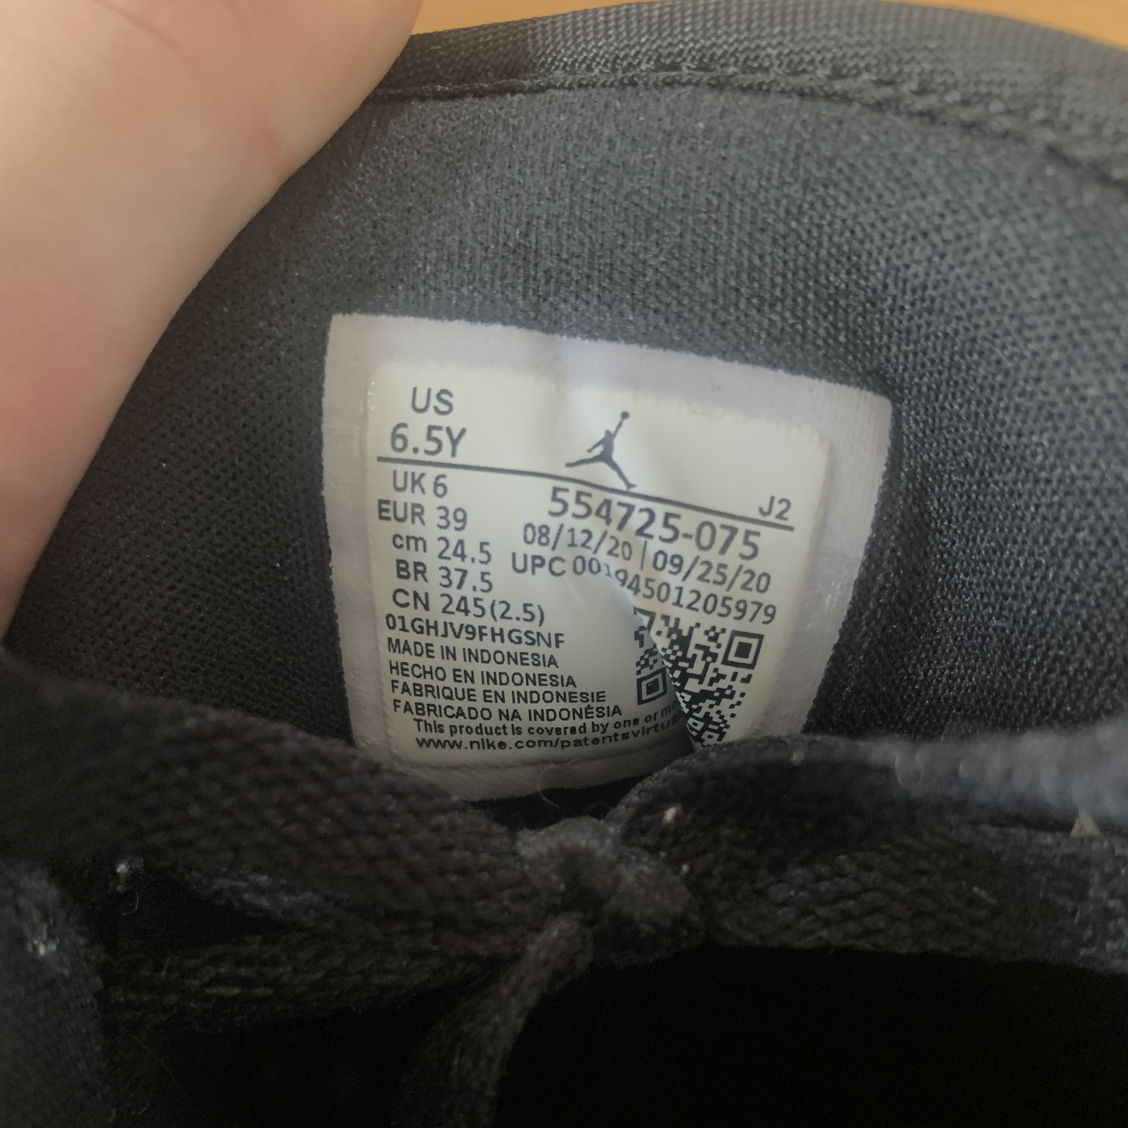 US
6.5Y
J2
UK 6
EUR 39
cm 24.5
BR 37.5
CN 245(2.5)
554725-075
08/12/20 | 09/25/20
UPC 00194501205979
01GHJV9FHGSNF
MADE IN INDONESIA
HECHO EN INDONESIA
FABRIQUE EN INDONESIE
FABRICADO NA INDONÉSIA
This product is covered by one or
www.nike.com/patents